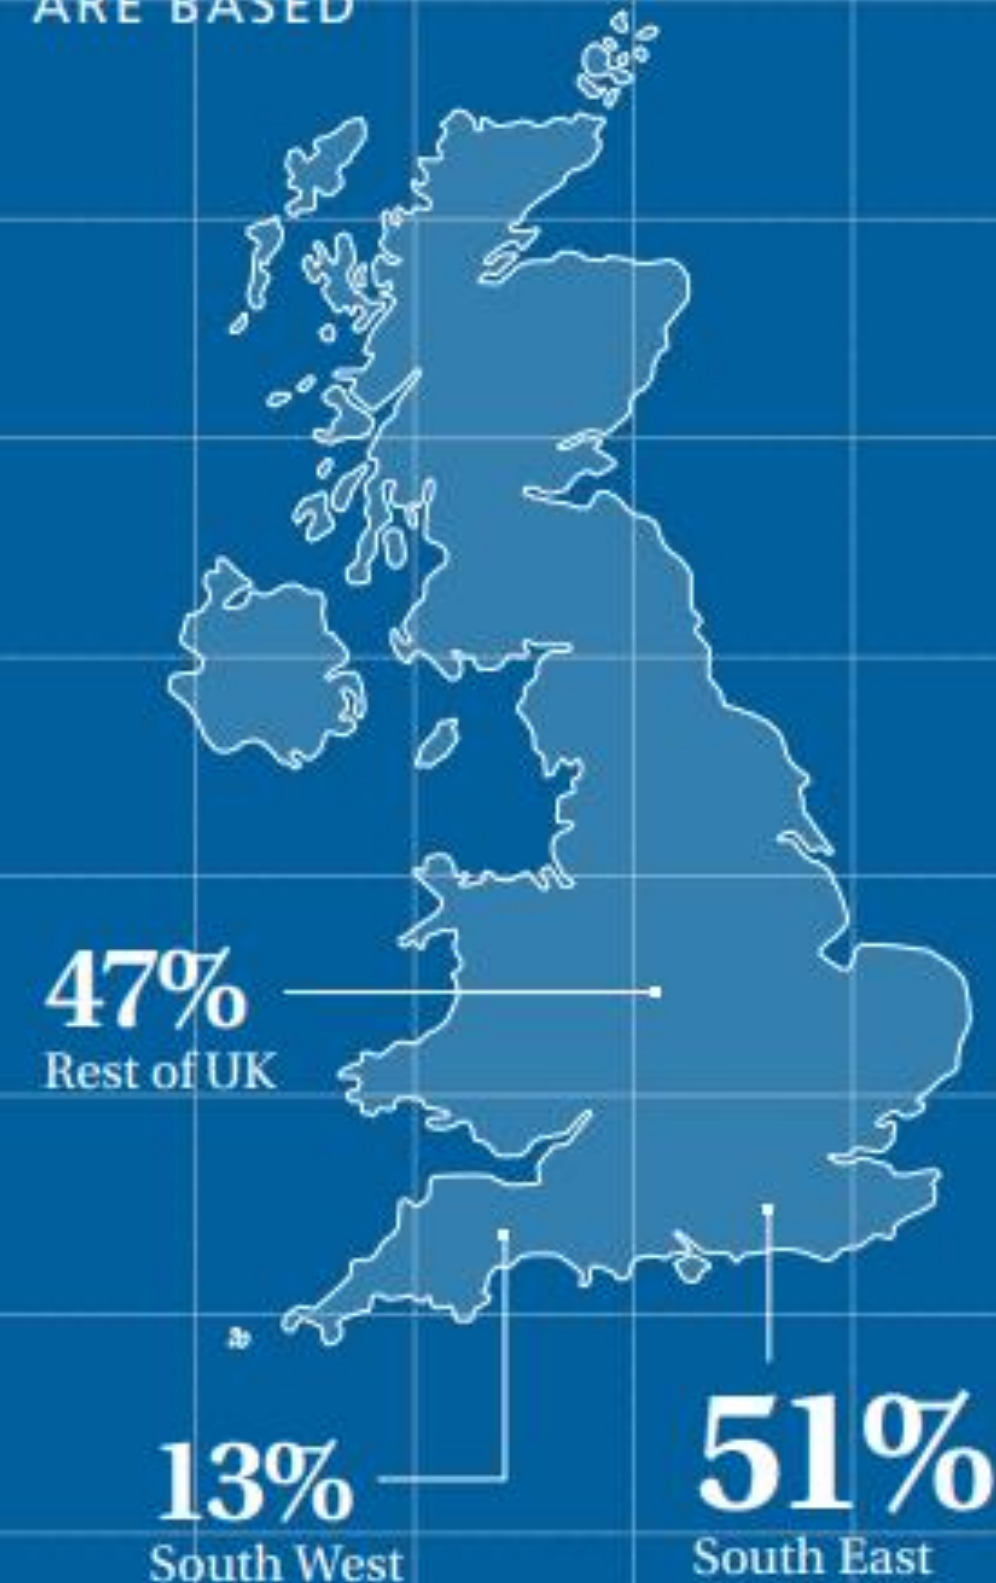 ARE BASED
47%
Rest of UK
13%
South West
51%
South East